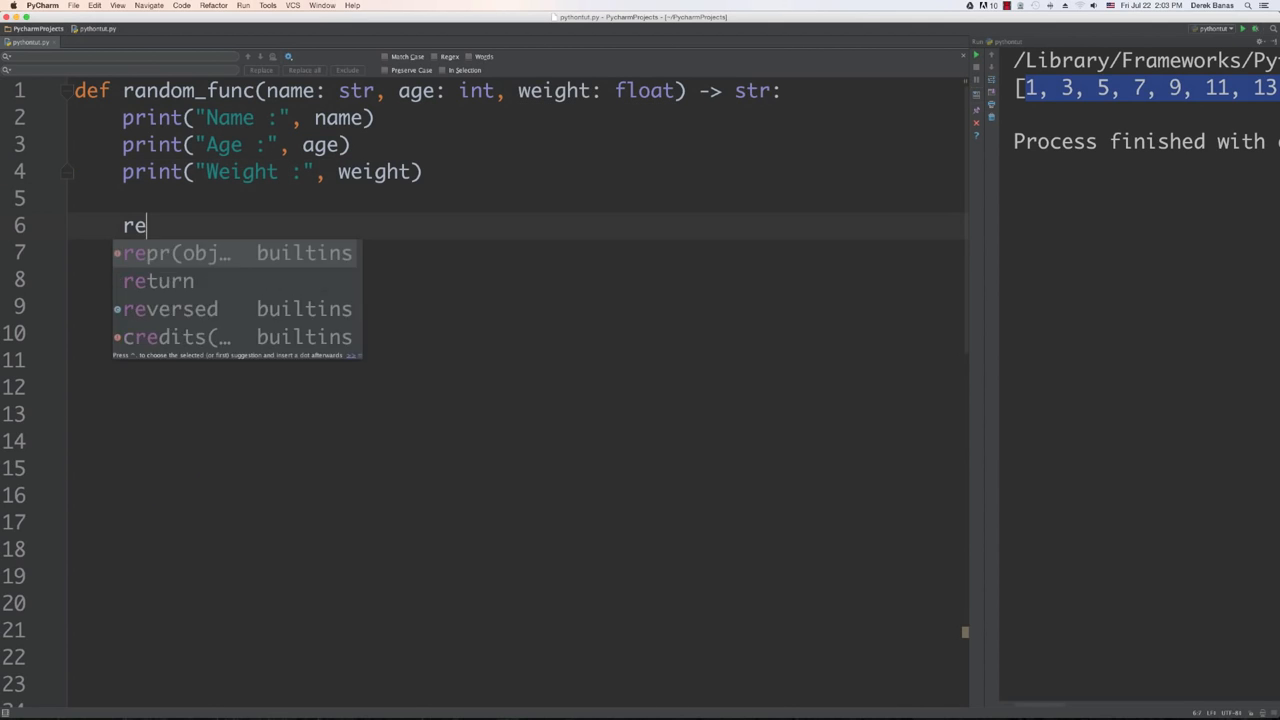 PyCharm File Edit View Navigate Code Refactor Run Tools VCS Window Help
10 Fri Jul 22 2:03 PM Derek Banas
pythontut.py - PycharmProjects - [~/PycharmProjects]
PycharmProjects pythontut.py pythontut
pythontut.py
Run pythontut
Match Case Regex Words
Replace Replace all Exclude Preserve Case In Selection
1 def random_func(name: str, age: int, weight: float) -> str:
2 print("Name :", name)
3 print("Age :", age)
4 print("Weight :", weight)
5
6 re
7 repr(obj… builtins
8 return
9 reversed builtins
10 credits(… builtins
11 Press ^. to choose the selected (or first) suggestion and insert a dot afterwards >>
12
13
14
15
16
17
18
19
20
21
22
23
/Library/Frameworks/Py
[1, 3, 5, 7, 9, 11, 13
Process finished with
6:7 LF÷ UTF-8÷